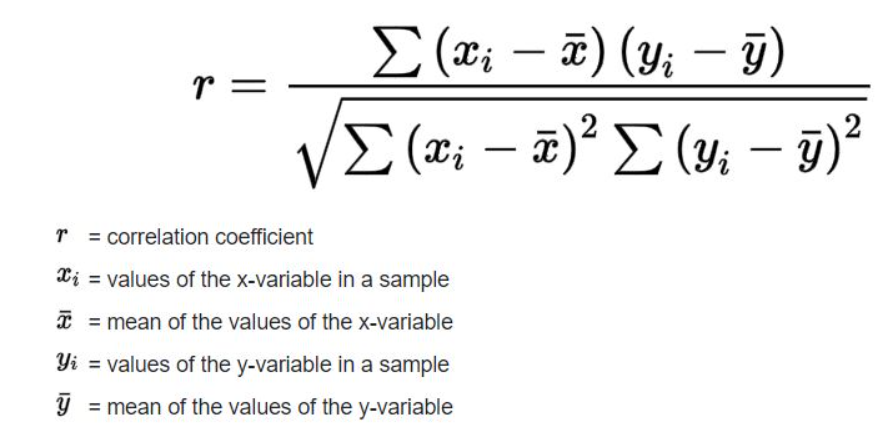 r = ∑ (xᵢ − x̄) (yᵢ − ȳ) / √ ∑ (xᵢ − x̄)² ∑ (yᵢ − ȳ)²
r = correlation coefficient
xᵢ = values of the x-variable in a sample
x̄ = mean of the values of the x-variable
yᵢ = values of the y-variable in a sample
ȳ = mean of the values of the y-variable